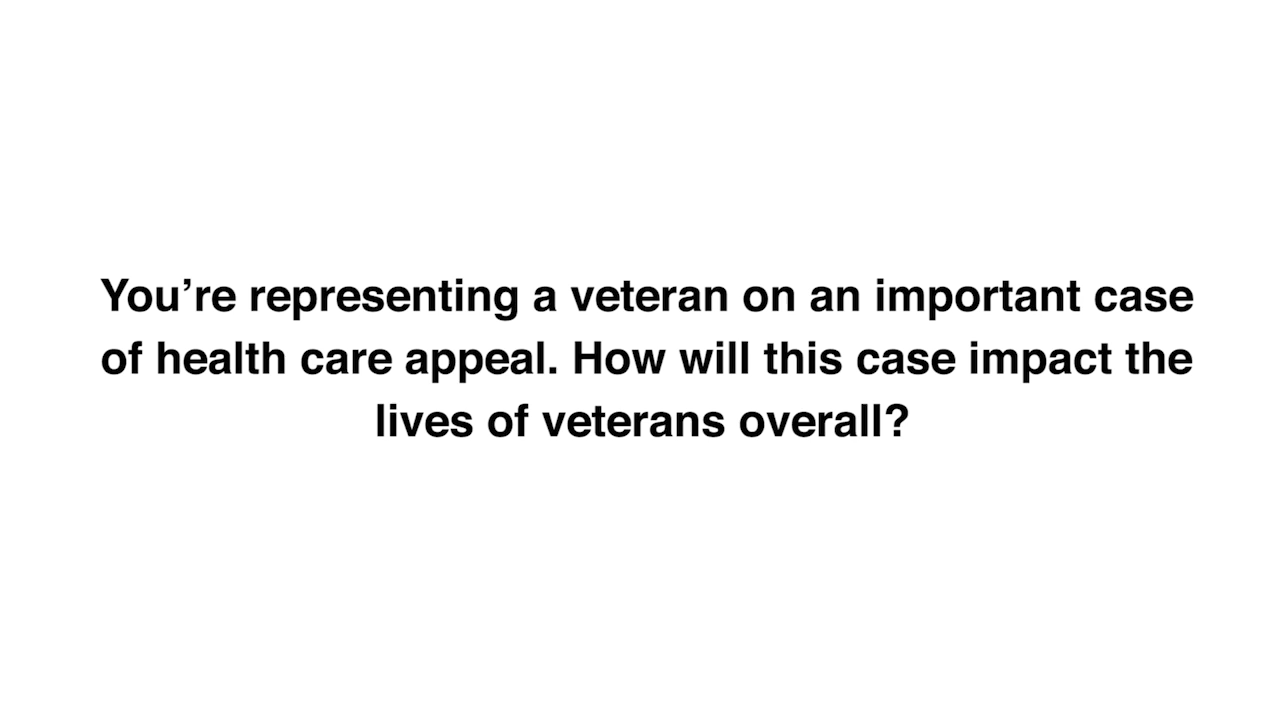 You’re representing a veteran on an important case
of health care appeal. How will this case impact the
lives of veterans overall?